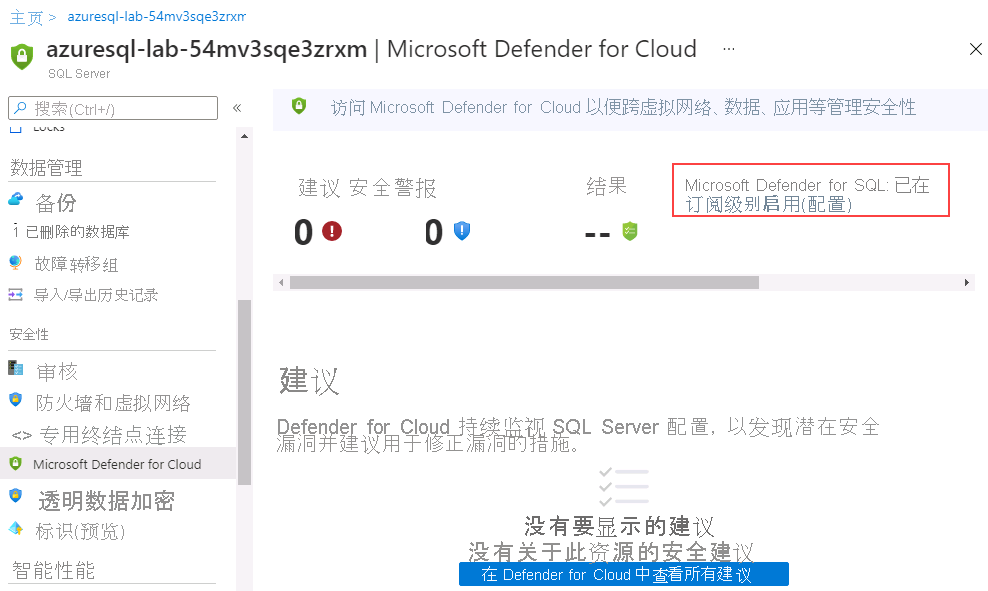 主页 > azuresql-lab-54mv3sqe3zrxm
azuresql-lab-54mv3sqe3zrxm | Microsoft Defender for Cloud ...
SQL Server
搜索(Ctrl+/)
«
Locks
数据管理
备份
已删除的数据库
故障转移组
导入/导出历史记录
安全性
审核
防火墙和虚拟网络
<> 专用终结点连接
Microsoft Defender for Cloud
透明数据加密
标识(预览)
智能性能
访问 Microsoft Defender for Cloud 以便跨虚拟网络、数据、应用等管理安全性
建议 安全警报 结果
0 0 --
Microsoft Defender for SQL: 已在
订阅级别启用(配置)
建议
Defender for Cloud 持续监视 SQL Server 配置, 以发现潜在安全
漏洞并建议用于修正漏洞的措施。
没有要显示的建议
没有关于此资源的安全建议
在 Defender for Cloud 中查看所有建议